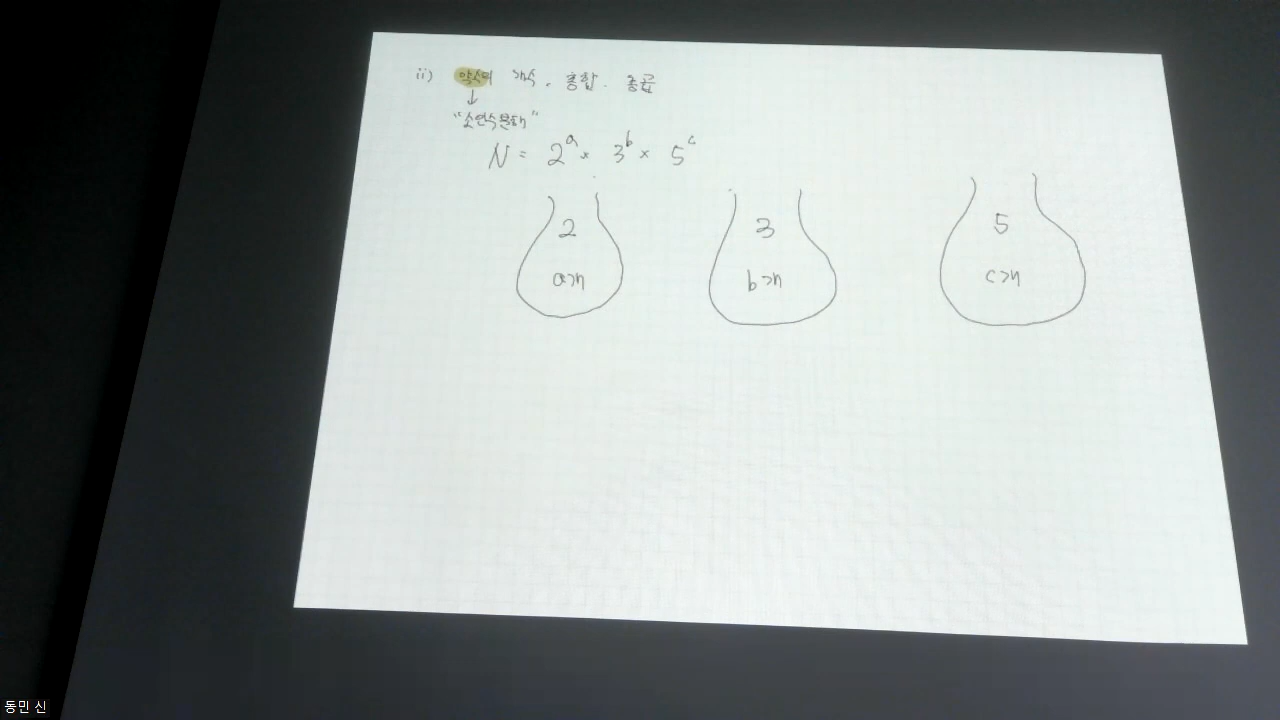 ii) 약수의 개수, 총합, 총곱
↓
"소인수분해"
N = 2^a × 3^b × 5^c
2 3 5
a개 b개 c개
동민 신